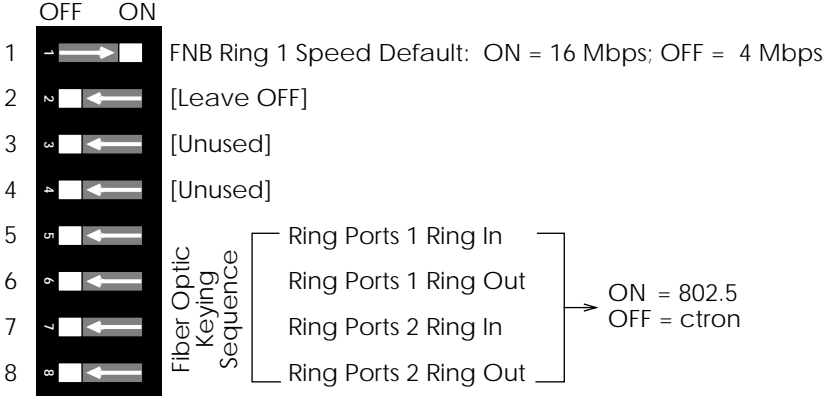 OFF ON
1 1 FNB Ring 1 Speed Default: ON = 16 Mbps; OFF = 4 Mbps
2 2 [Leave OFF]
3 3 [Unused]
4 4 [Unused]
5 5 Ring Ports 1 Ring In
6 6 Ring Ports 1 Ring Out
7 7 Ring Ports 2 Ring In
8 8 Ring Ports 2 Ring Out
Fiber Optic
Keying
Sequence
ON = 802.5
OFF = ctron